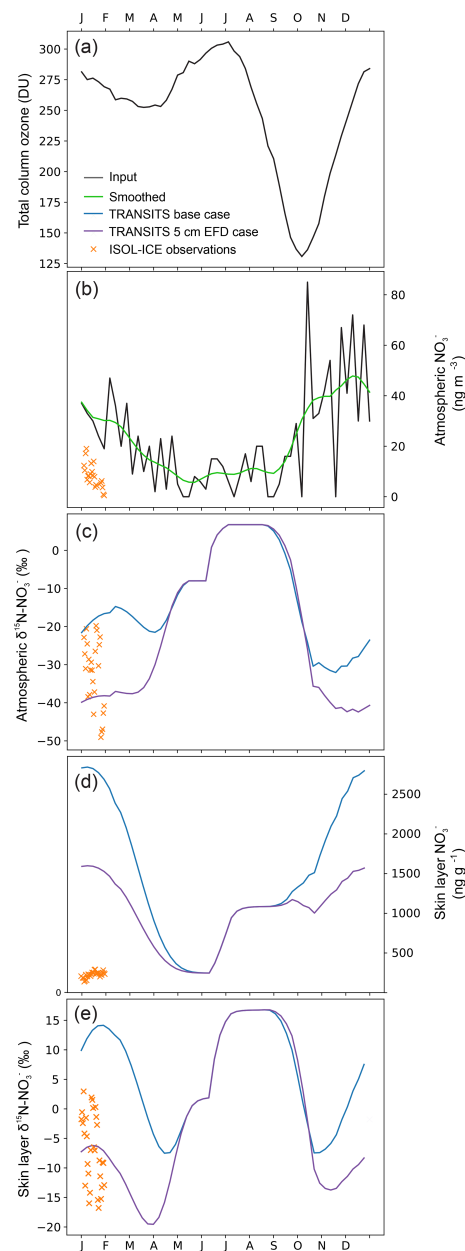 J F M A M J J A S O N D
(a)
300
275
250
225
200
175
150
125
Total column ozone (DU)
Input
Smoothed
TRANSITS base case
TRANSITS 5 cm EFD case
ISOL-ICE observations
(b)
80
60
40
20
0
Atmospheric NO₃⁻
(ng m ⁻³)
(c)
0
−10
−20
−30
−40
−50
Atmospheric δ¹⁵N-NO₃⁻ (‰)
(d)
2500
2000
1500
1000
500
0
Skin layer NO₃⁻
(ng g ⁻¹)
(e)
15
10
5
0
−5
−10
−15
−20
Skin layer δ¹⁵N-NO₃⁻ (‰)
J F M A M J J A S O N D